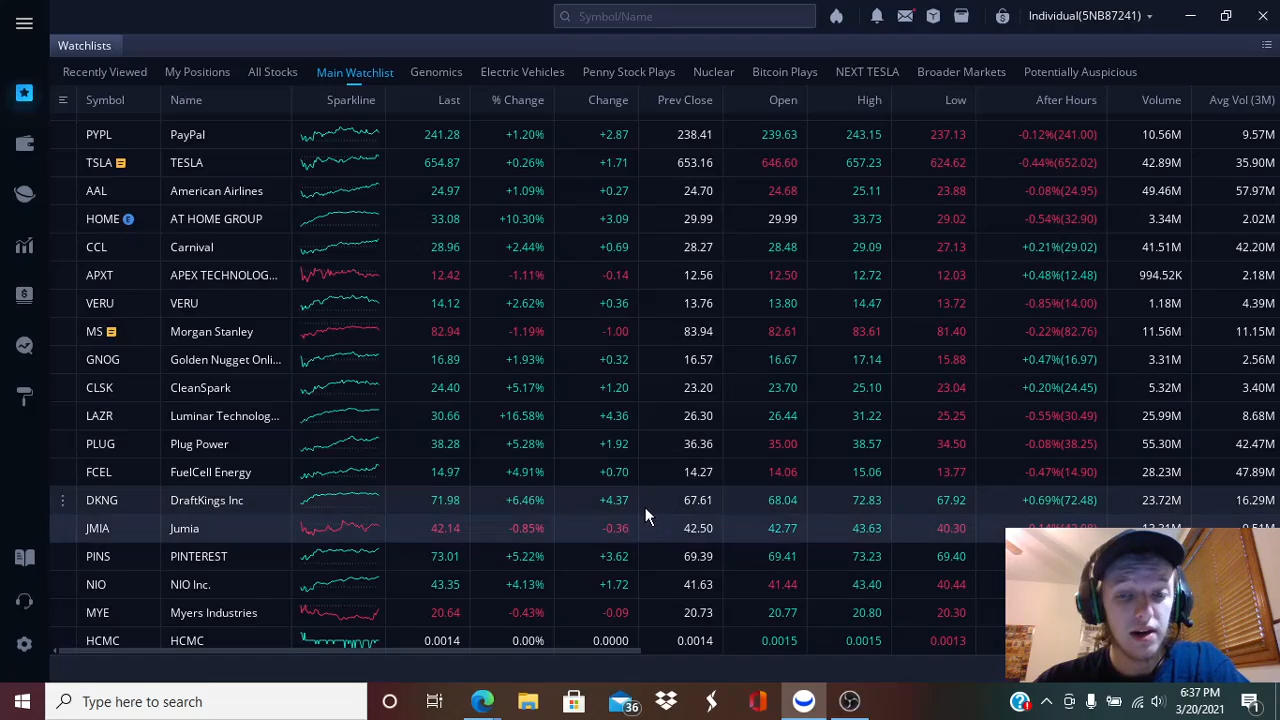 Symbol/Name
Individual(5NB87241)
Watchlists
Recently Viewed My Positions All Stocks Main Watchlist Genomics Electric Vehicles Penny Stock Plays Nuclear Bitcoin Plays NEXT TESLA Broader Markets Potentially Auspicious
Symbol Name Sparkline Last % Change Change Prev Close Open High Low After Hours Volume Avg Vol (3M)
PYPL PayPal 241.28 +1.20% +2.87 238.41 239.63 243.15 237.13 -0.12%(241.00) 10.56M 9.57M
TSLA TESLA 654.87 +0.26% +1.71 653.16 646.60 657.23 624.62 -0.44%(652.02) 42.89M 35.90M
AAL American Airlines 24.97 +1.09% +0.27 24.70 24.68 25.11 23.88 -0.08%(24.95) 49.46M 57.97M
HOME E AT HOME GROUP 33.08 +10.30% +3.09 29.99 29.99 33.73 29.02 -0.54%(32.90) 3.34M 2.02M
CCL Carnival 28.96 +2.44% +0.69 28.27 28.48 29.09 27.13 +0.21%(29.02) 41.51M 42.20M
APXT APEX TECHNOLOG... 12.42 -1.11% -0.14 12.56 12.50 12.72 12.03 +0.48%(12.48) 994.52K 2.18M
VERU VERU 14.12 +2.62% +0.36 13.76 13.80 14.47 13.72 -0.85%(14.00) 1.18M 4.39M
MS Morgan Stanley 82.94 -1.19% -1.00 83.94 82.61 83.61 81.40 -0.22%(82.76) 11.56M 11.15M
GNOG Golden Nugget Onli... 16.89 +1.93% +0.32 16.57 16.67 17.14 15.88 +0.47%(16.97) 3.31M 2.56M
CLSK CleanSpark 24.40 +5.17% +1.20 23.20 23.70 25.10 23.04 +0.20%(24.45) 5.32M 3.40M
LAZR Luminar Technolog... 30.66 +16.58% +4.36 26.30 26.44 31.22 25.25 -0.55%(30.49) 25.99M 8.68M
PLUG Plug Power 38.28 +5.28% +1.92 36.36 35.00 38.57 34.50 -0.08%(38.25) 55.30M 42.47M
FCEL FuelCell Energy 14.97 +4.91% +0.70 14.27 14.06 15.06 13.77 -0.47%(14.90) 28.23M 47.89M
DKNG DraftKings Inc 71.98 +6.46% +4.37 67.61 68.04 72.83 67.92 +0.69%(72.48) 23.72M 16.29M
JMIA Jumia 42.14 -0.85% -0.36 42.50 42.77 43.63 40.30
PINS PINTEREST 73.01 +5.22% +3.62 69.39 69.41 73.23 69.40
NIO NIO Inc. 43.35 +4.13% +1.72 41.63 41.44 43.40 40.44
MYE Myers Industries 20.64 -0.43% -0.09 20.73 20.77 20.80 20.30
HCMC HCMC 0.0014 0.00% 0.0000 0.0014 0.0015 0.0015 0.0013
Type here to search
36
6:37 PM
3/20/2021
1